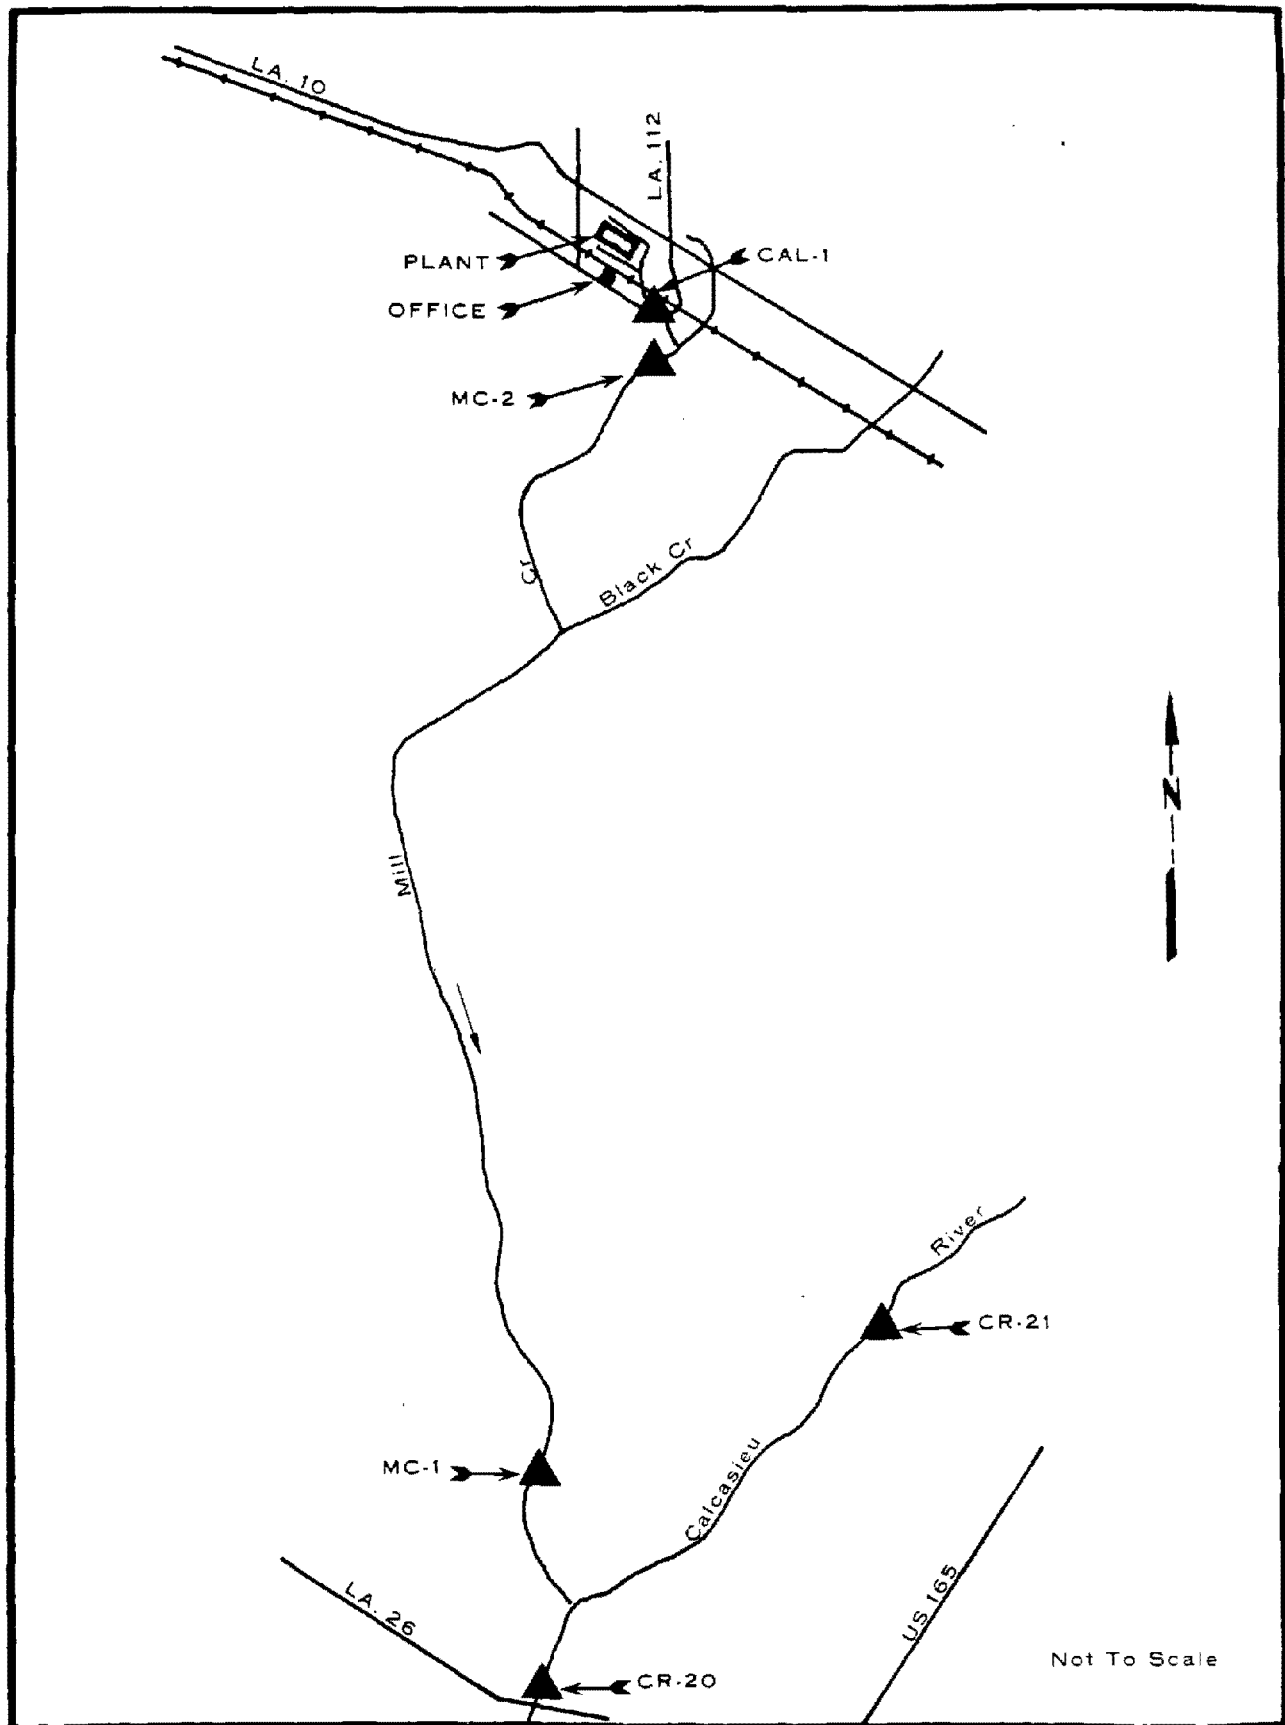 LA. 10
LA. 112
PLANT
CAL-1
OFFICE
MC-2
Cr
Black Cr
N
Mill
River
CR-21
MC-1
Calcasieu
LA. 26
US 165
Not To Scale
CR-20